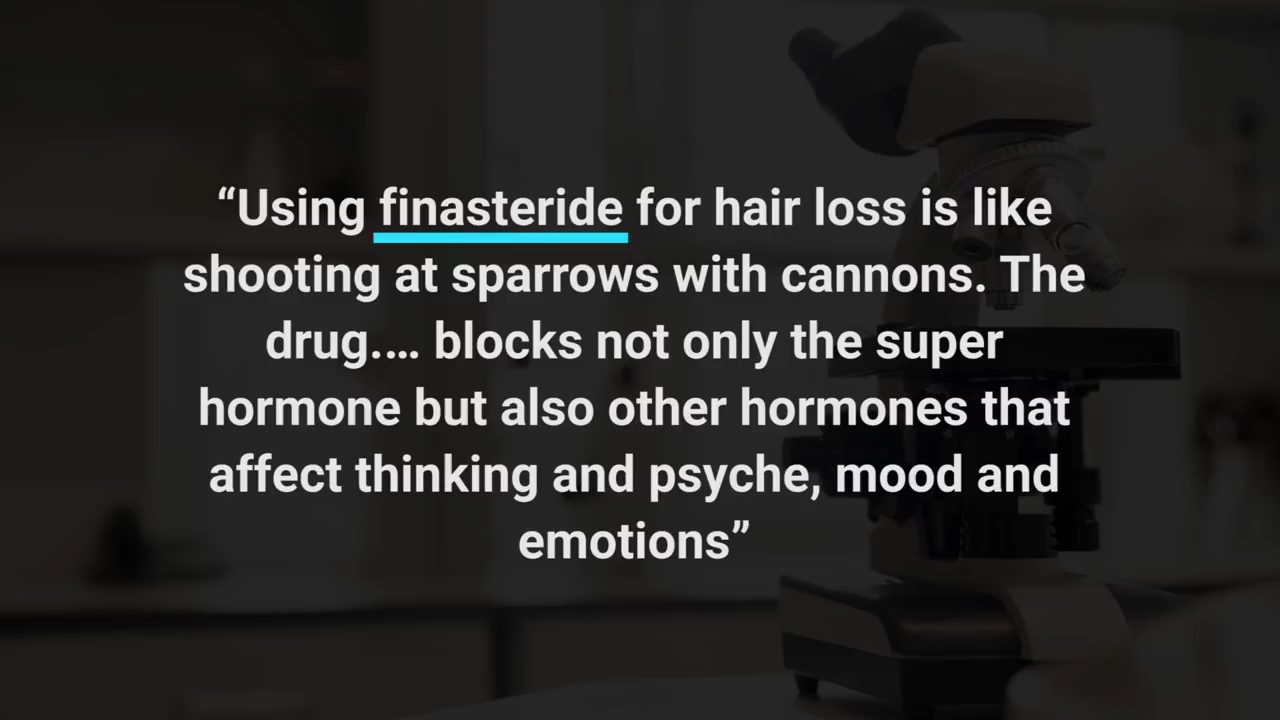 “Using finasteride for hair loss is like
shooting at sparrows with cannons. The
drug.… blocks not only the super
hormone but also other hormones that
affect thinking and psyche, mood and
emotions”